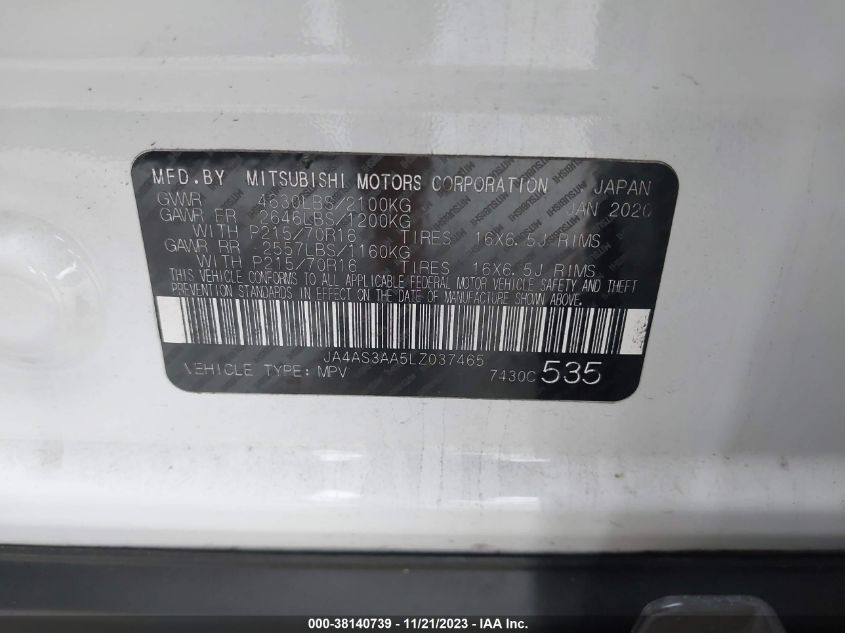 MFD.BY MITSUBISHI MOTORS CORPORATION JAPAN
GVWR 4630LBS/2100KG JAN 2020
GAWR FR 2646LBS/1200KG
WITH P215/70R16 TIRES 16X6.5J RIMS
GAWR RR 2557LBS/1160KG
WITH P215/70R16 TIRES 16X6.5J RIMS
THIS VEHICLE CONFORMS TO ALL APPLICABLE FEDERAL MOTOR VEHICLE SAFETY AND THEFT
PREVENTION STANDARDS IN EFFECT ON THE DATE OF MANUFACTURE SHOWN ABOVE.
JA4AS3AA5LZ037465
VEHICLE TYPE: MPV 7430C 535
000-38140739 — 11/21/2023 — IAA Inc.